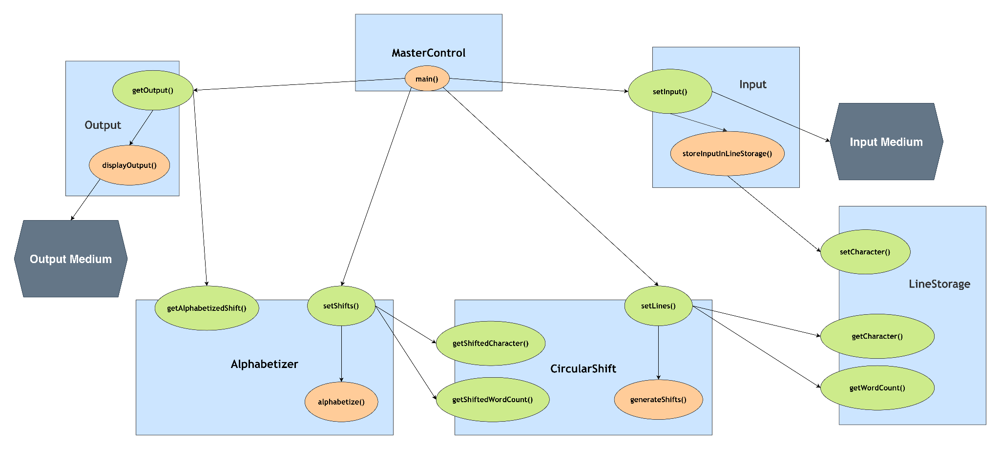 MasterControl
main()
getOutput()
Output
displayOutput()
Output Medium
setInput()
Input
storeInputInLineStorage()
Input Medium
setCharacter()
LineStorage
getCharacter()
getWordCount()
getAlphabetizedShift()
setShifts()
Alphabetizer
alphabetize()
setLines()
getShiftedCharacter()
CircularShift
getShiftedWordCount()
generateShifts()